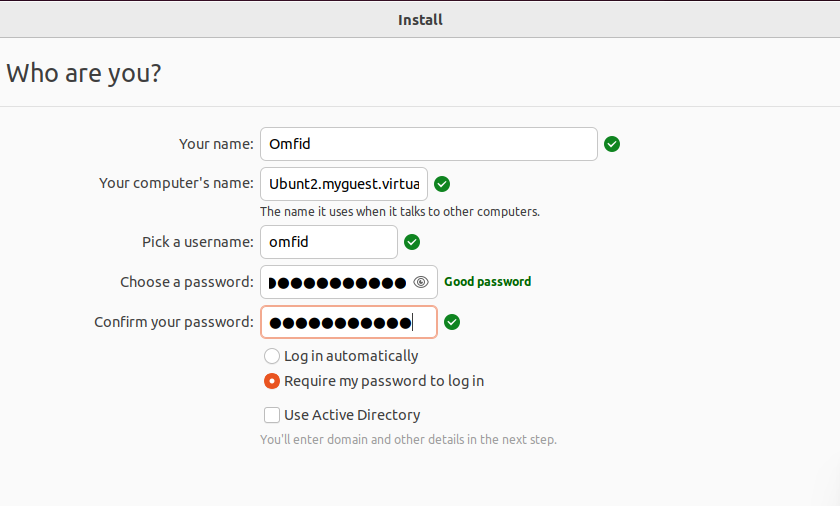 Install
Who are you?
Your name: Omfid
Your computer's name: Ubunt2.myguest.virtua
The name it uses when it talks to other computers.
Pick a username: omfid
Choose a password: ●●●●●●●●●●● Good password
Confirm your password: ●●●●●●●●●●●
Log in automatically
Require my password to log in
Use Active Directory
You'll enter domain and other details in the next step.